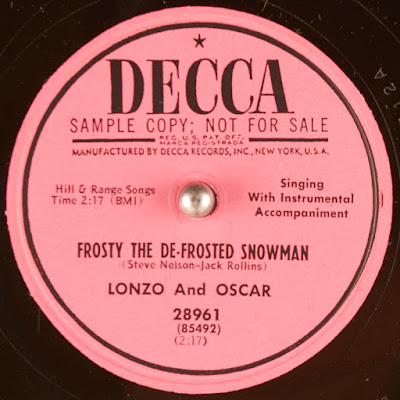 DECCA
SAMPLE COPY; NOT FOR SALE
REG. U.S. PAT. OFF.
MARCA REGISTRADA
MANUFACTURED BY DECCA RECORDS, INC., NEW YORK, U.S.A.
Hill & Range Songs
Time 2:17 (BMI)
Singing
With Instrumental
Accompaniment
FROSTY THE DE-FROSTED SNOWMAN
(Steve Nelson-Jack Rollins)
LONZO And OSCAR
28961
(85492)
(2:17)